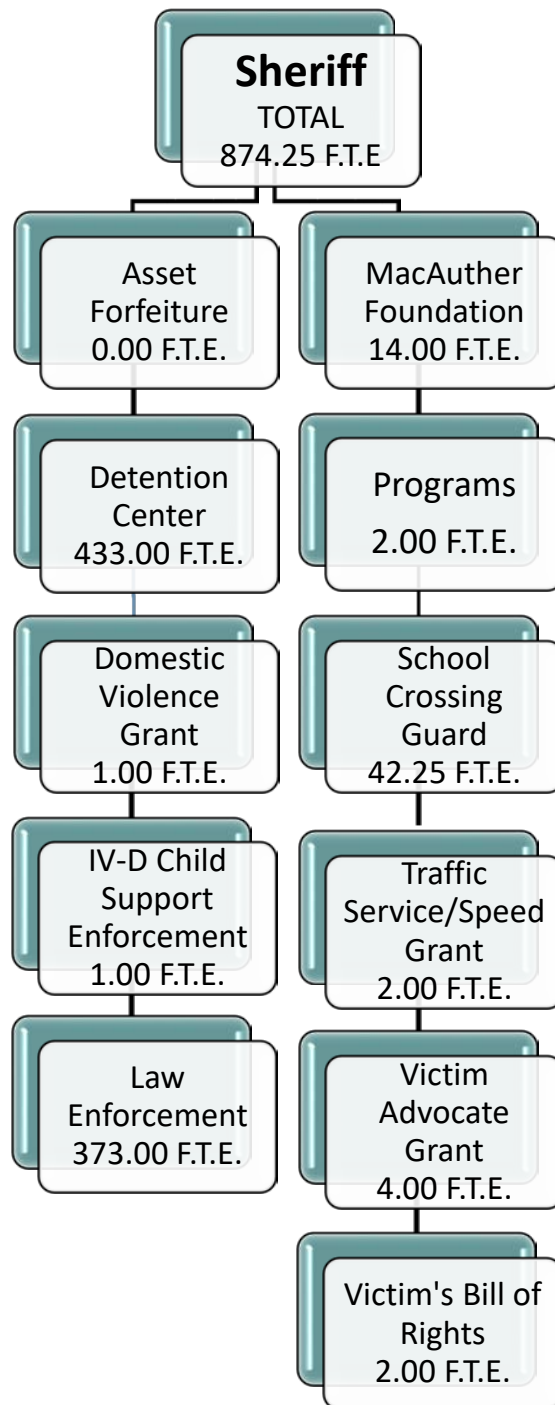 Sheriff
TOTAL
874.25 F.T.E
Asset
Forfeiture
0.00 F.T.E.
Detention
Center
433.00 F.T.E.
Domestic
Violence
Grant
1.00 F.T.E.
IV-D Child
Support
Enforcement
1.00 F.T.E.
Law
Enforcement
373.00 F.T.E.
MacAuther
Foundation
14.00 F.T.E.
Programs
2.00 F.T.E.
School
Crossing
Guard
42.25 F.T.E.
Traffic
Service/Speed
Grant
2.00 F.T.E.
Victim
Advocate
Grant
4.00 F.T.E.
Victim's Bill of
Rights
2.00 F.T.E.